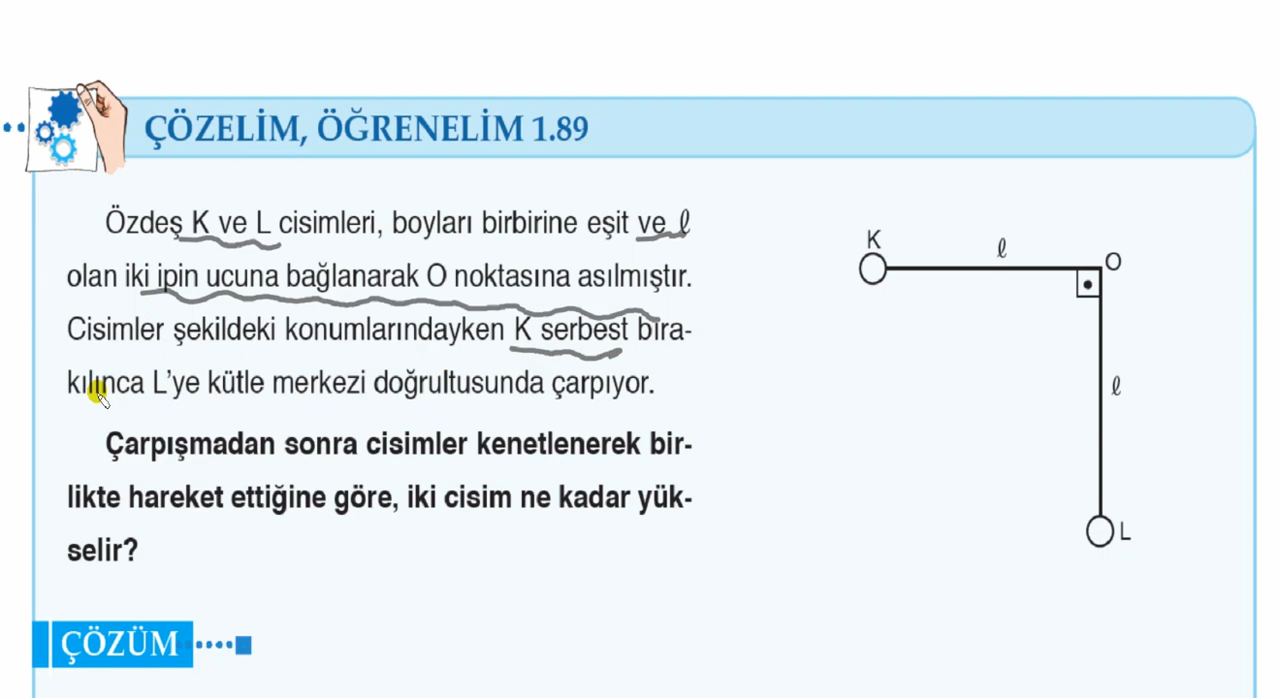 ÇÖZELİM, ÖĞRENELİM 1.89
Özdeş K ve L cisimleri, boyları birbirine eşit ve ℓ
olan iki ipin ucuna bağlanarak O noktasına asılmıştır.
Cisimler şekildeki konumlarındayken K serbest bıra-
kılınca L'ye kütle merkezi doğrultusunda çarpıyor.
Çarpışmadan sonra cisimler kenetlenerek bir-
likte hareket ettiğine göre, iki cisim ne kadar yük-
selir?
K
ℓ
O
ℓ
L
ÇÖZÜM